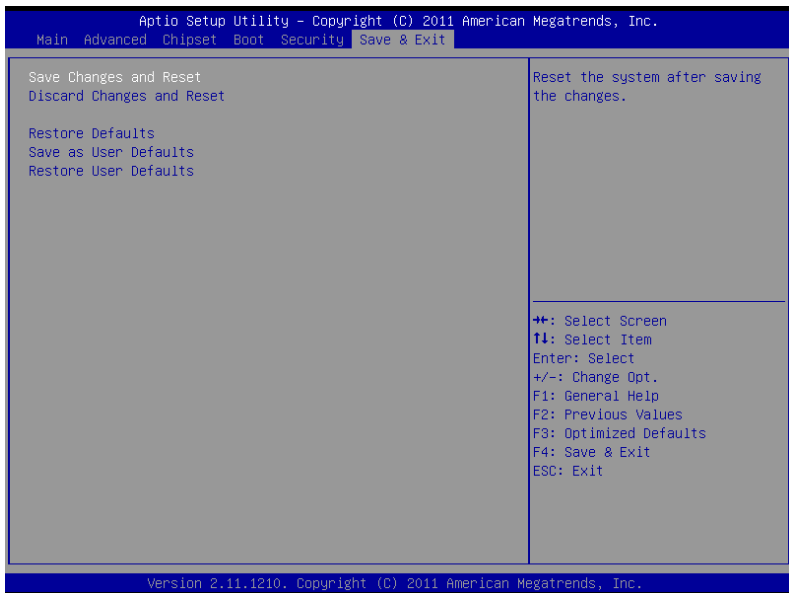 Aptio Setup Utility – Copyright (C) 2011 American Megatrends, Inc.
Main Advanced Chipset Boot Security Save & Exit
Save Changes and Reset
Discard Changes and Reset
Restore Defaults
Save as User Defaults
Restore User Defaults
Reset the system after saving
the changes.
→←: Select Screen
↑↓: Select Item
Enter: Select
+/-: Change Opt.
F1: General Help
F2: Previous Values
F3: Optimized Defaults
F4: Save & Exit
ESC: Exit
Version 2.11.1210. Copyright (C) 2011 American Megatrends, Inc.